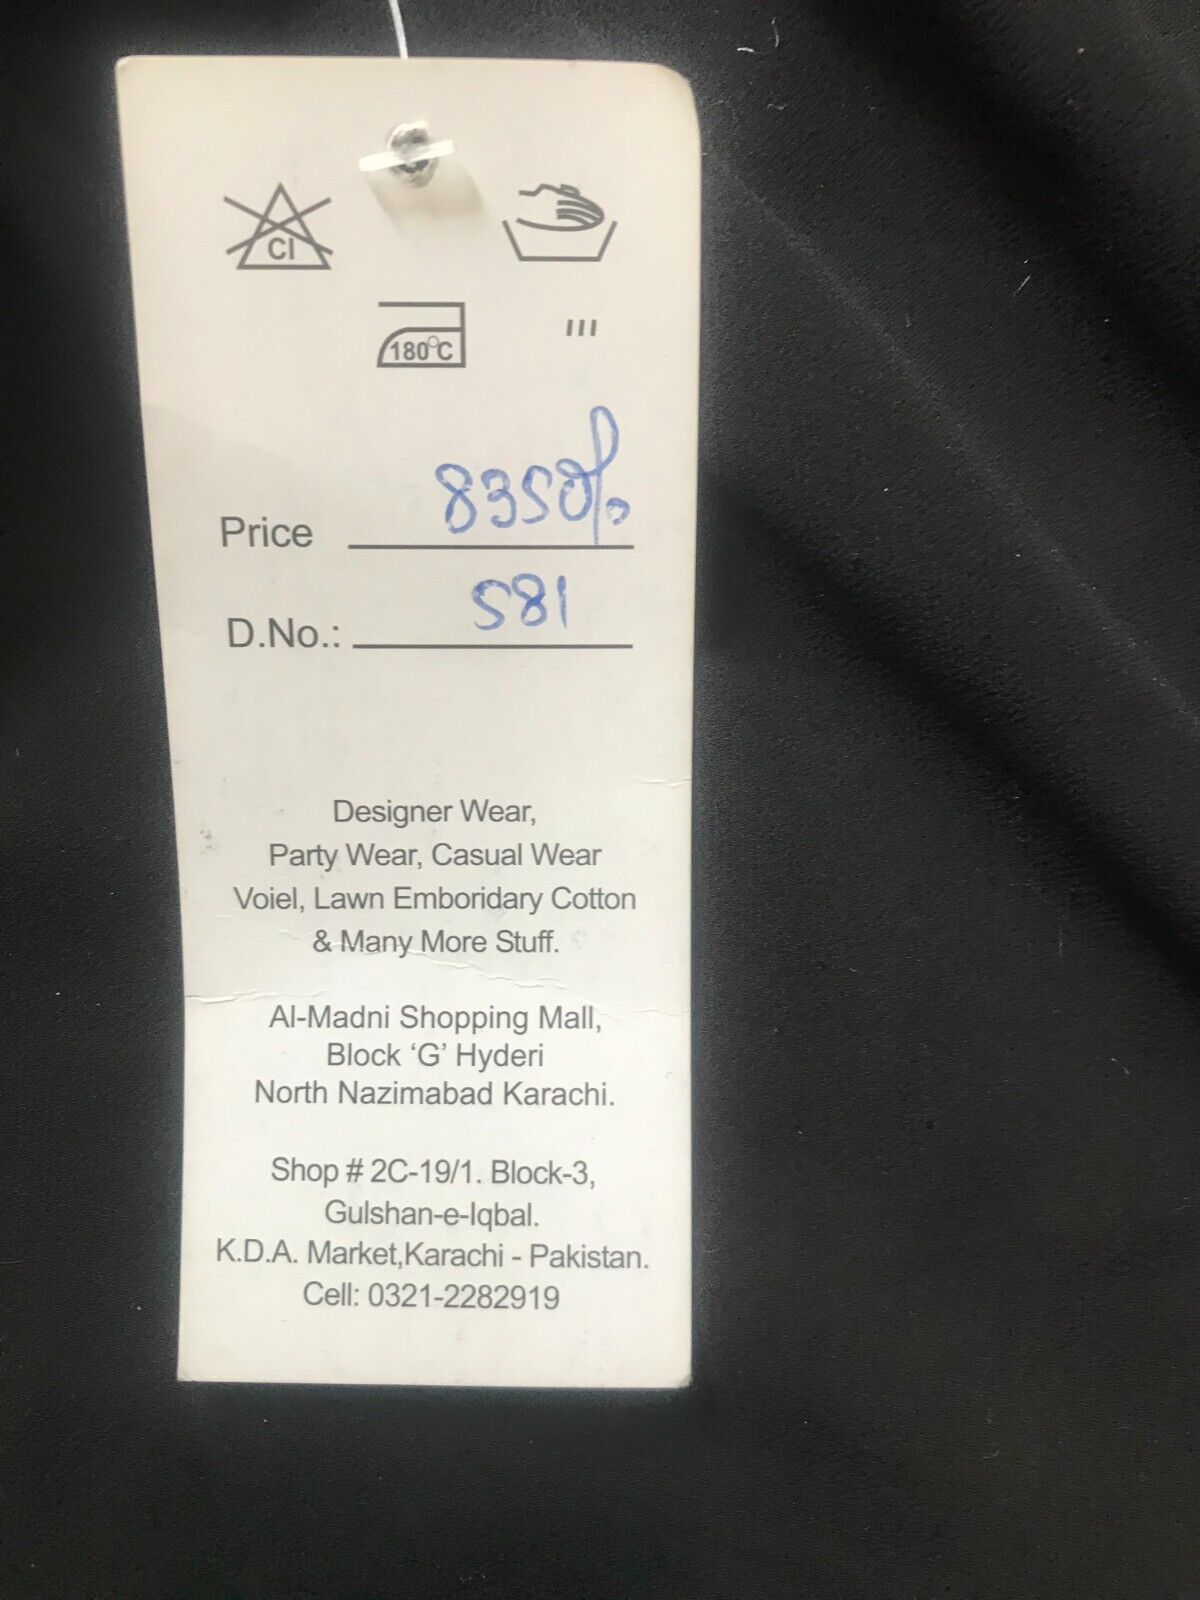 Cl
180°C
Price 8350/-
D.No.: 581
Designer Wear,
Party Wear, Casual Wear
Voiel, Lawn Emboridary Cotton
& Many More Stuff.
Al-Madni Shopping Mall,
Block ‘G’ Hyderi
North Nazimabad Karachi.
Shop # 2C-19/1. Block-3,
Gulshan-e-Iqbal.
K.D.A. Market,Karachi - Pakistan.
Cell: 0321-2282919